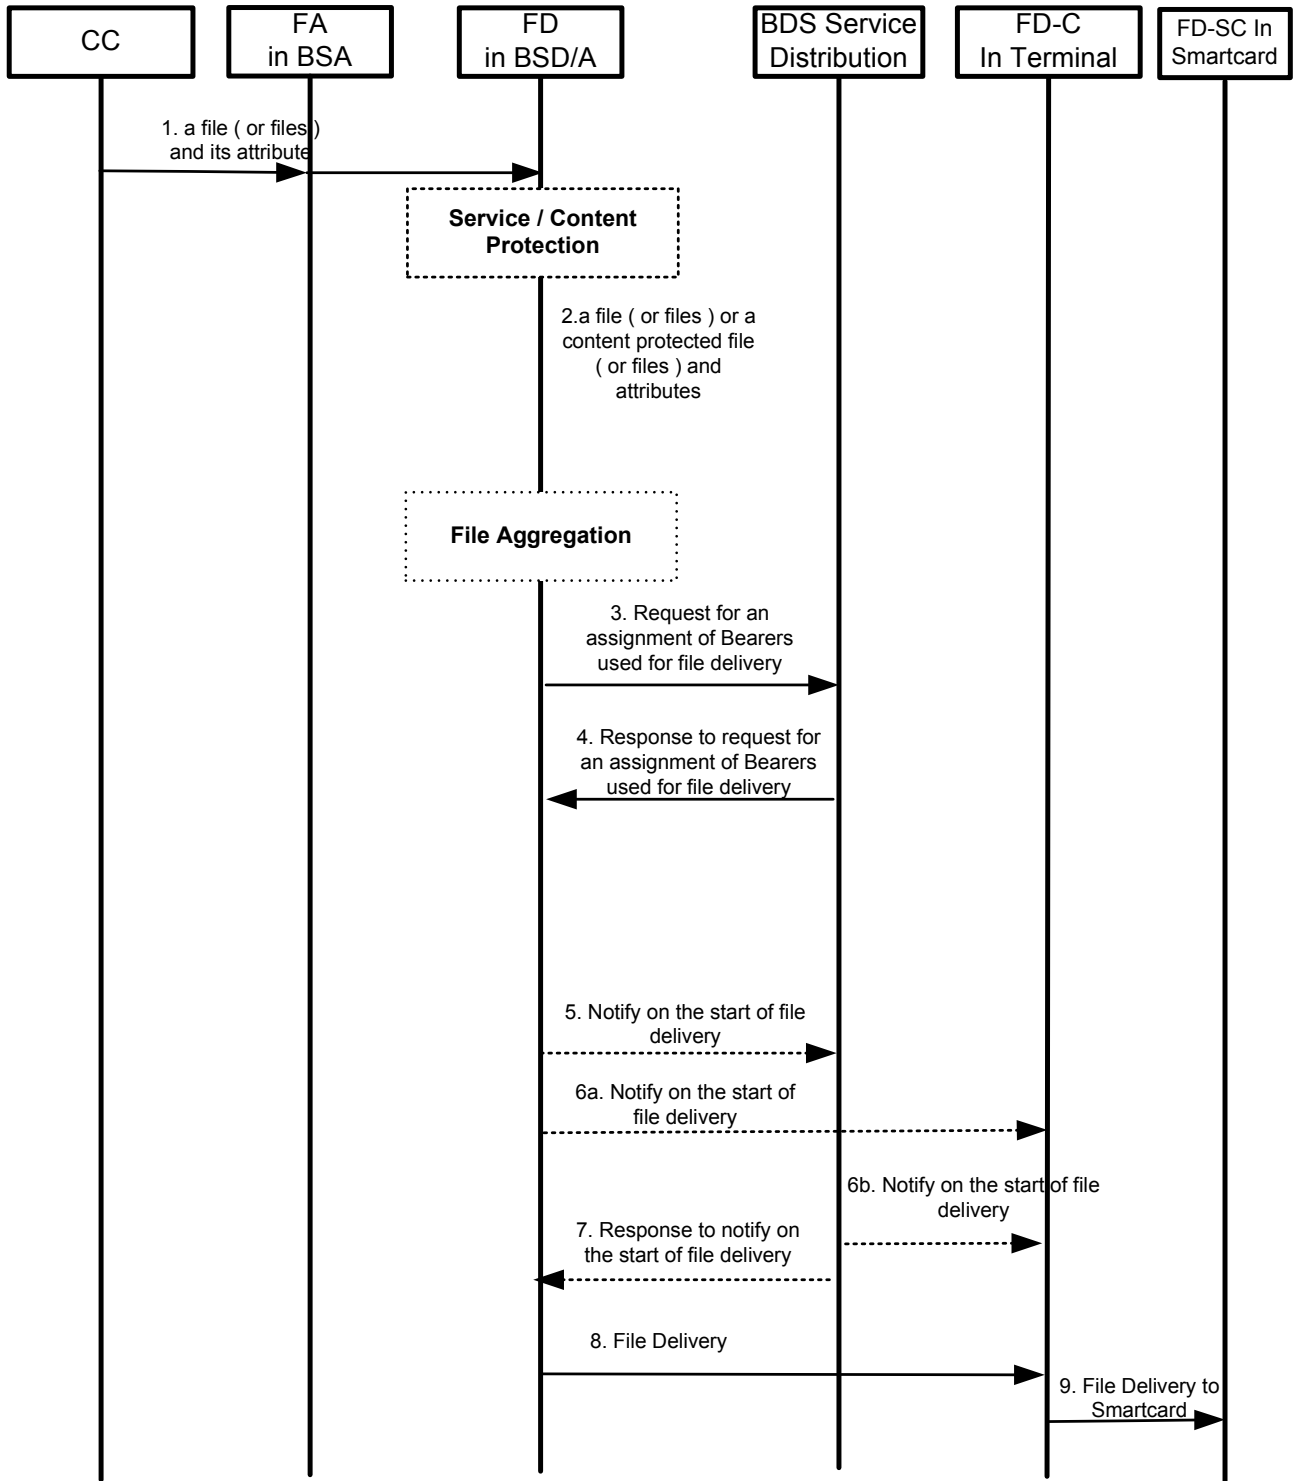 CC
FA
in BSA
FD
in BSD/A
BDS Service
Distribution
FD-C
In Terminal
FD-SC In
Smartcard
1. a file ( or files )
and its attribute
Service / Content
Protection
2.a file ( or files ) or a
content protected file
( or files ) and
attributes
File Aggregation
3. Request for an
assignment of Bearers
used for file delivery
4. Response to request for
an assignment of Bearers
used for file delivery
5. Notify on the start of file
delivery
6a. Notify on the start of
file delivery
6b. Notify on the start of file
delivery
7. Response to notify on
the start of file delivery
8. File Delivery
9. File Delivery to
Smartcard